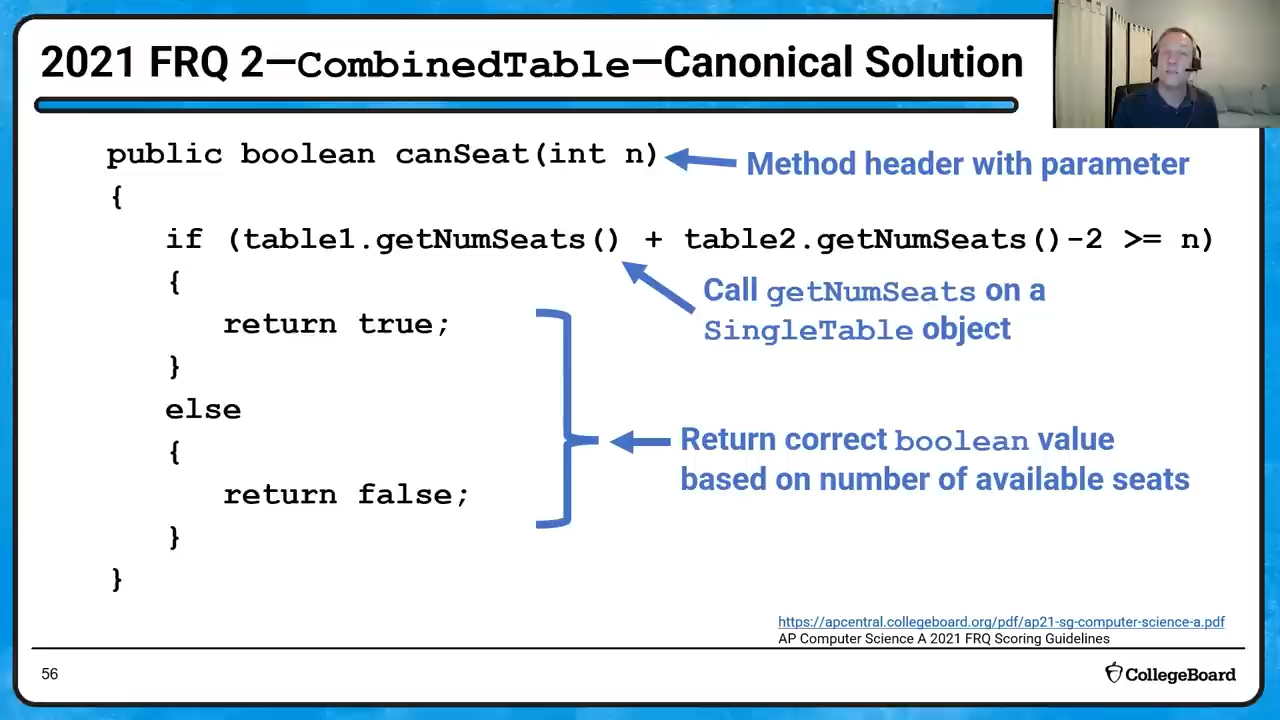 2021 FRQ 2—CombinedTable—Canonical Solution
public boolean canSeat(int n)
Method header with parameter
{
if (table1.getNumSeats() + table2.getNumSeats()-2 >= n)
{
Call getNumSeats on a
SingleTable object
return true;
}
else
{
Return correct boolean value
based on number of available seats
return false;
}
}
https://apcentral.collegeboard.org/pdf/ap21-sg-computer-science-a.pdf
AP Computer Science A 2021 FRQ Scoring Guidelines
56
CollegeBoard